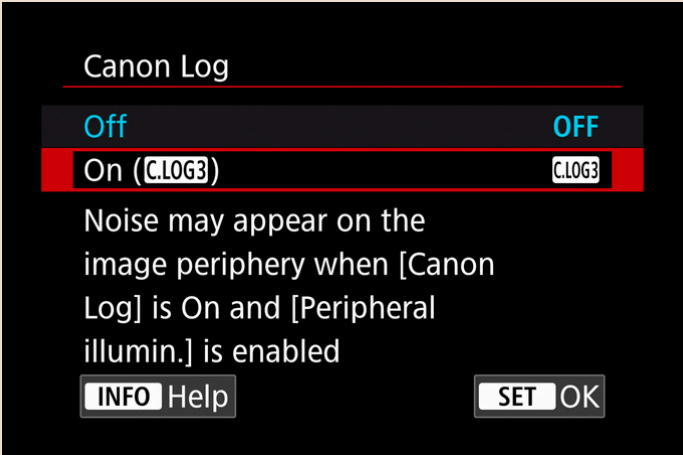 Canon Log
Off OFF
On (C.LOG3) C.LOG3
Noise may appear on the
image periphery when [Canon
Log] is On and [Peripheral
illumin.] is enabled
INFO Help SET OK